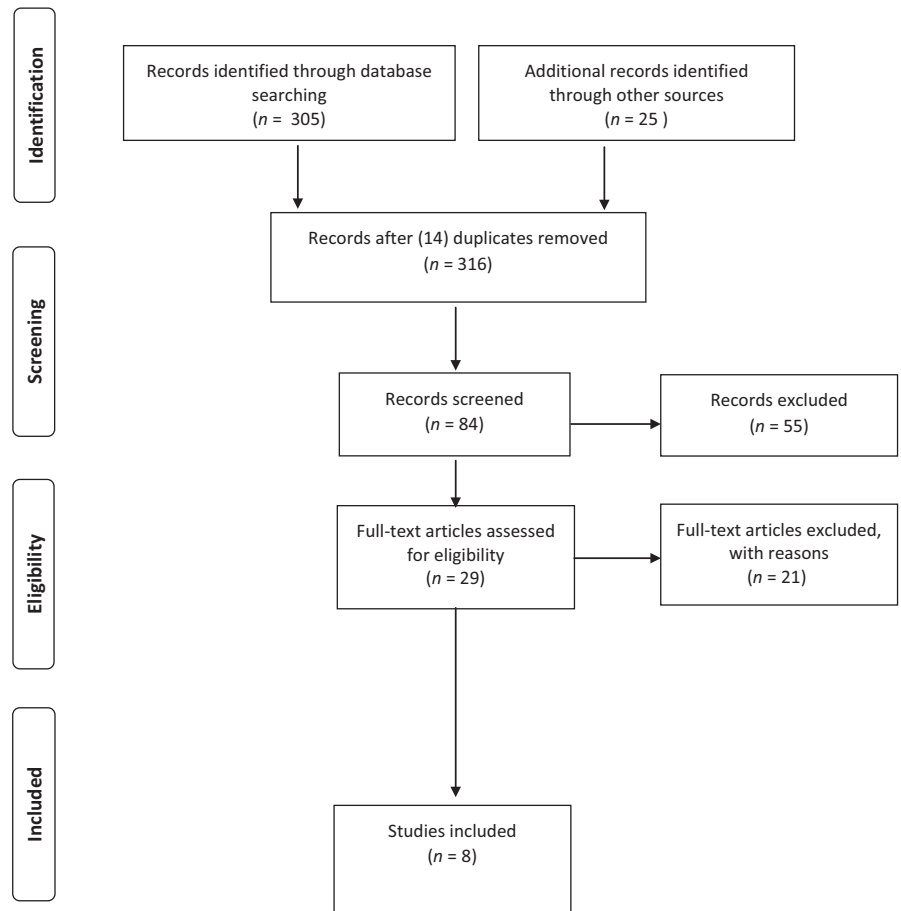 Identification
Records identified through database
searching
(n = 305)
Additional records identified
through other sources
(n = 25 )
Records after (14) duplicates removed
(n = 316)
Screening
Records screened
(n = 84)
Records excluded
(n = 55)
Eligibility
Full-text articles assessed
for eligibility
(n = 29)
Full-text articles excluded,
with reasons
(n = 21)
Included
Studies included
(n = 8)